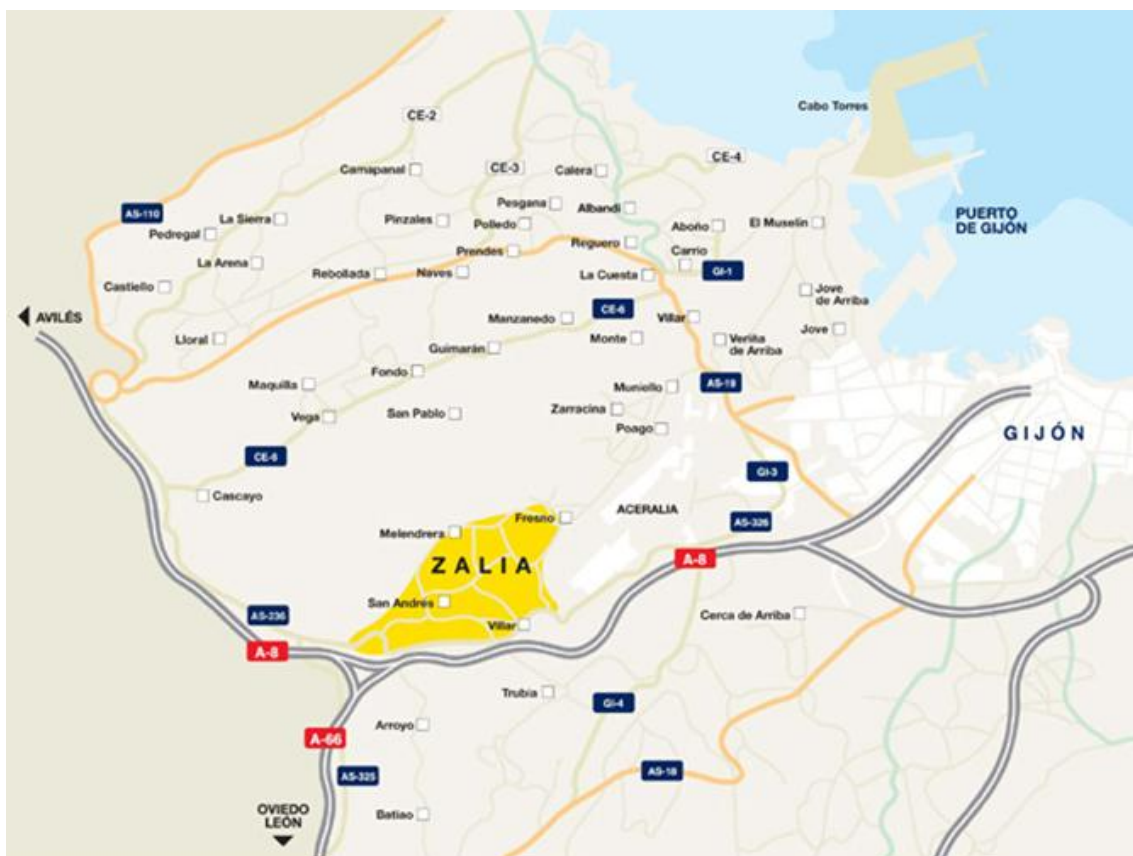 Cabo Torres
CE-2
CE-4
CE-3
Camapanal
Calera
Pesgana
Albandi
AS-110
La Sierra
Pinzales
Polledo
Aboño
El Muselin
PUERTO
DE GIJÓN
Pedregal
Reguero
Carrio
Prendes
La Arena
Rebollada
Naves
La Cuesta
GI-1
Castiello
Jove
de Arriba
CE-6
AVILÉS
Manzanedo
Villar
Jove
Lloral
Monte
Veriña
de Arriba
Guimarán
Fondo
Maquilla
Muniello
AS-19
Vega
San Pablo
Zarracina
Poago
GIJÓN
CE-6
GI-3
Cascayo
ACERALIA
Fresno
AS-326
Melendrera
A-8
ZALIA
San Andrés
AS-236
Villar
Cerca de Arriba
A-8
Trubia
GI-4
Arroyo
A-66
AS-325
AS-18
OVIEDO
LEÓN
Batiao